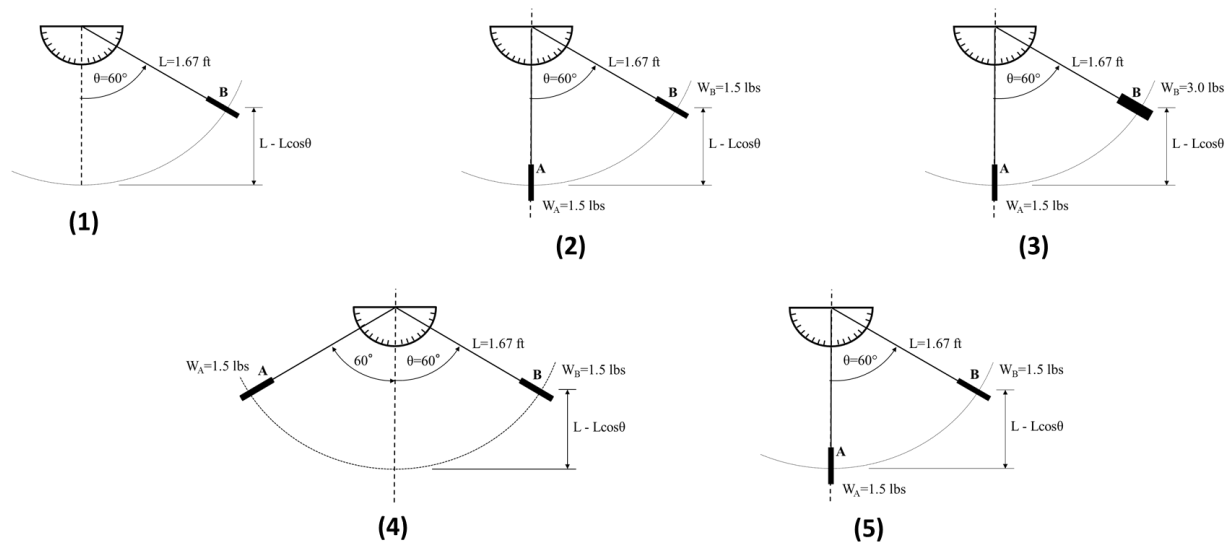 L=1.67 ft
θ=60°
B
L - Lcosθ
(1)
L=1.67 ft
θ=60°
B
W_B=1.5 lbs
L - Lcosθ
A
W_A=1.5 lbs
(2)
L=1.67 ft
θ=60°
B
W_B=3.0 lbs
L - Lcosθ
A
W_A=1.5 lbs
(3)
L=1.67 ft
60°
θ=60°
W_A=1.5 lbs
A
B
W_B=1.5 lbs
L - Lcosθ
(4)
L=1.67 ft
θ=60°
B
W_B=1.5 lbs
L - Lcosθ
A
W_A=1.5 lbs
(5)